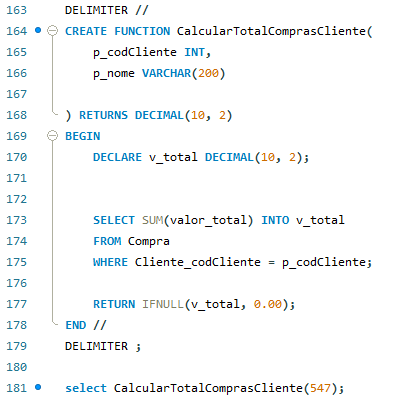 163 DELIMITER //
164 CREATE FUNCTION CalcularTotalComprasCliente(
165     p_codCliente INT,
166     p_nome VARCHAR(200)
167
168 ) RETURNS DECIMAL(10, 2)
169 BEGIN
170     DECLARE v_total DECIMAL(10, 2);
171
172
173     SELECT SUM(valor_total) INTO v_total
174     FROM Compra
175     WHERE Cliente_codCliente = p_codCliente;
176
177     RETURN IFNULL(v_total, 0.00);
178 END //
179 DELIMITER ;
180
181 select CalcularTotalComprasCliente(547);